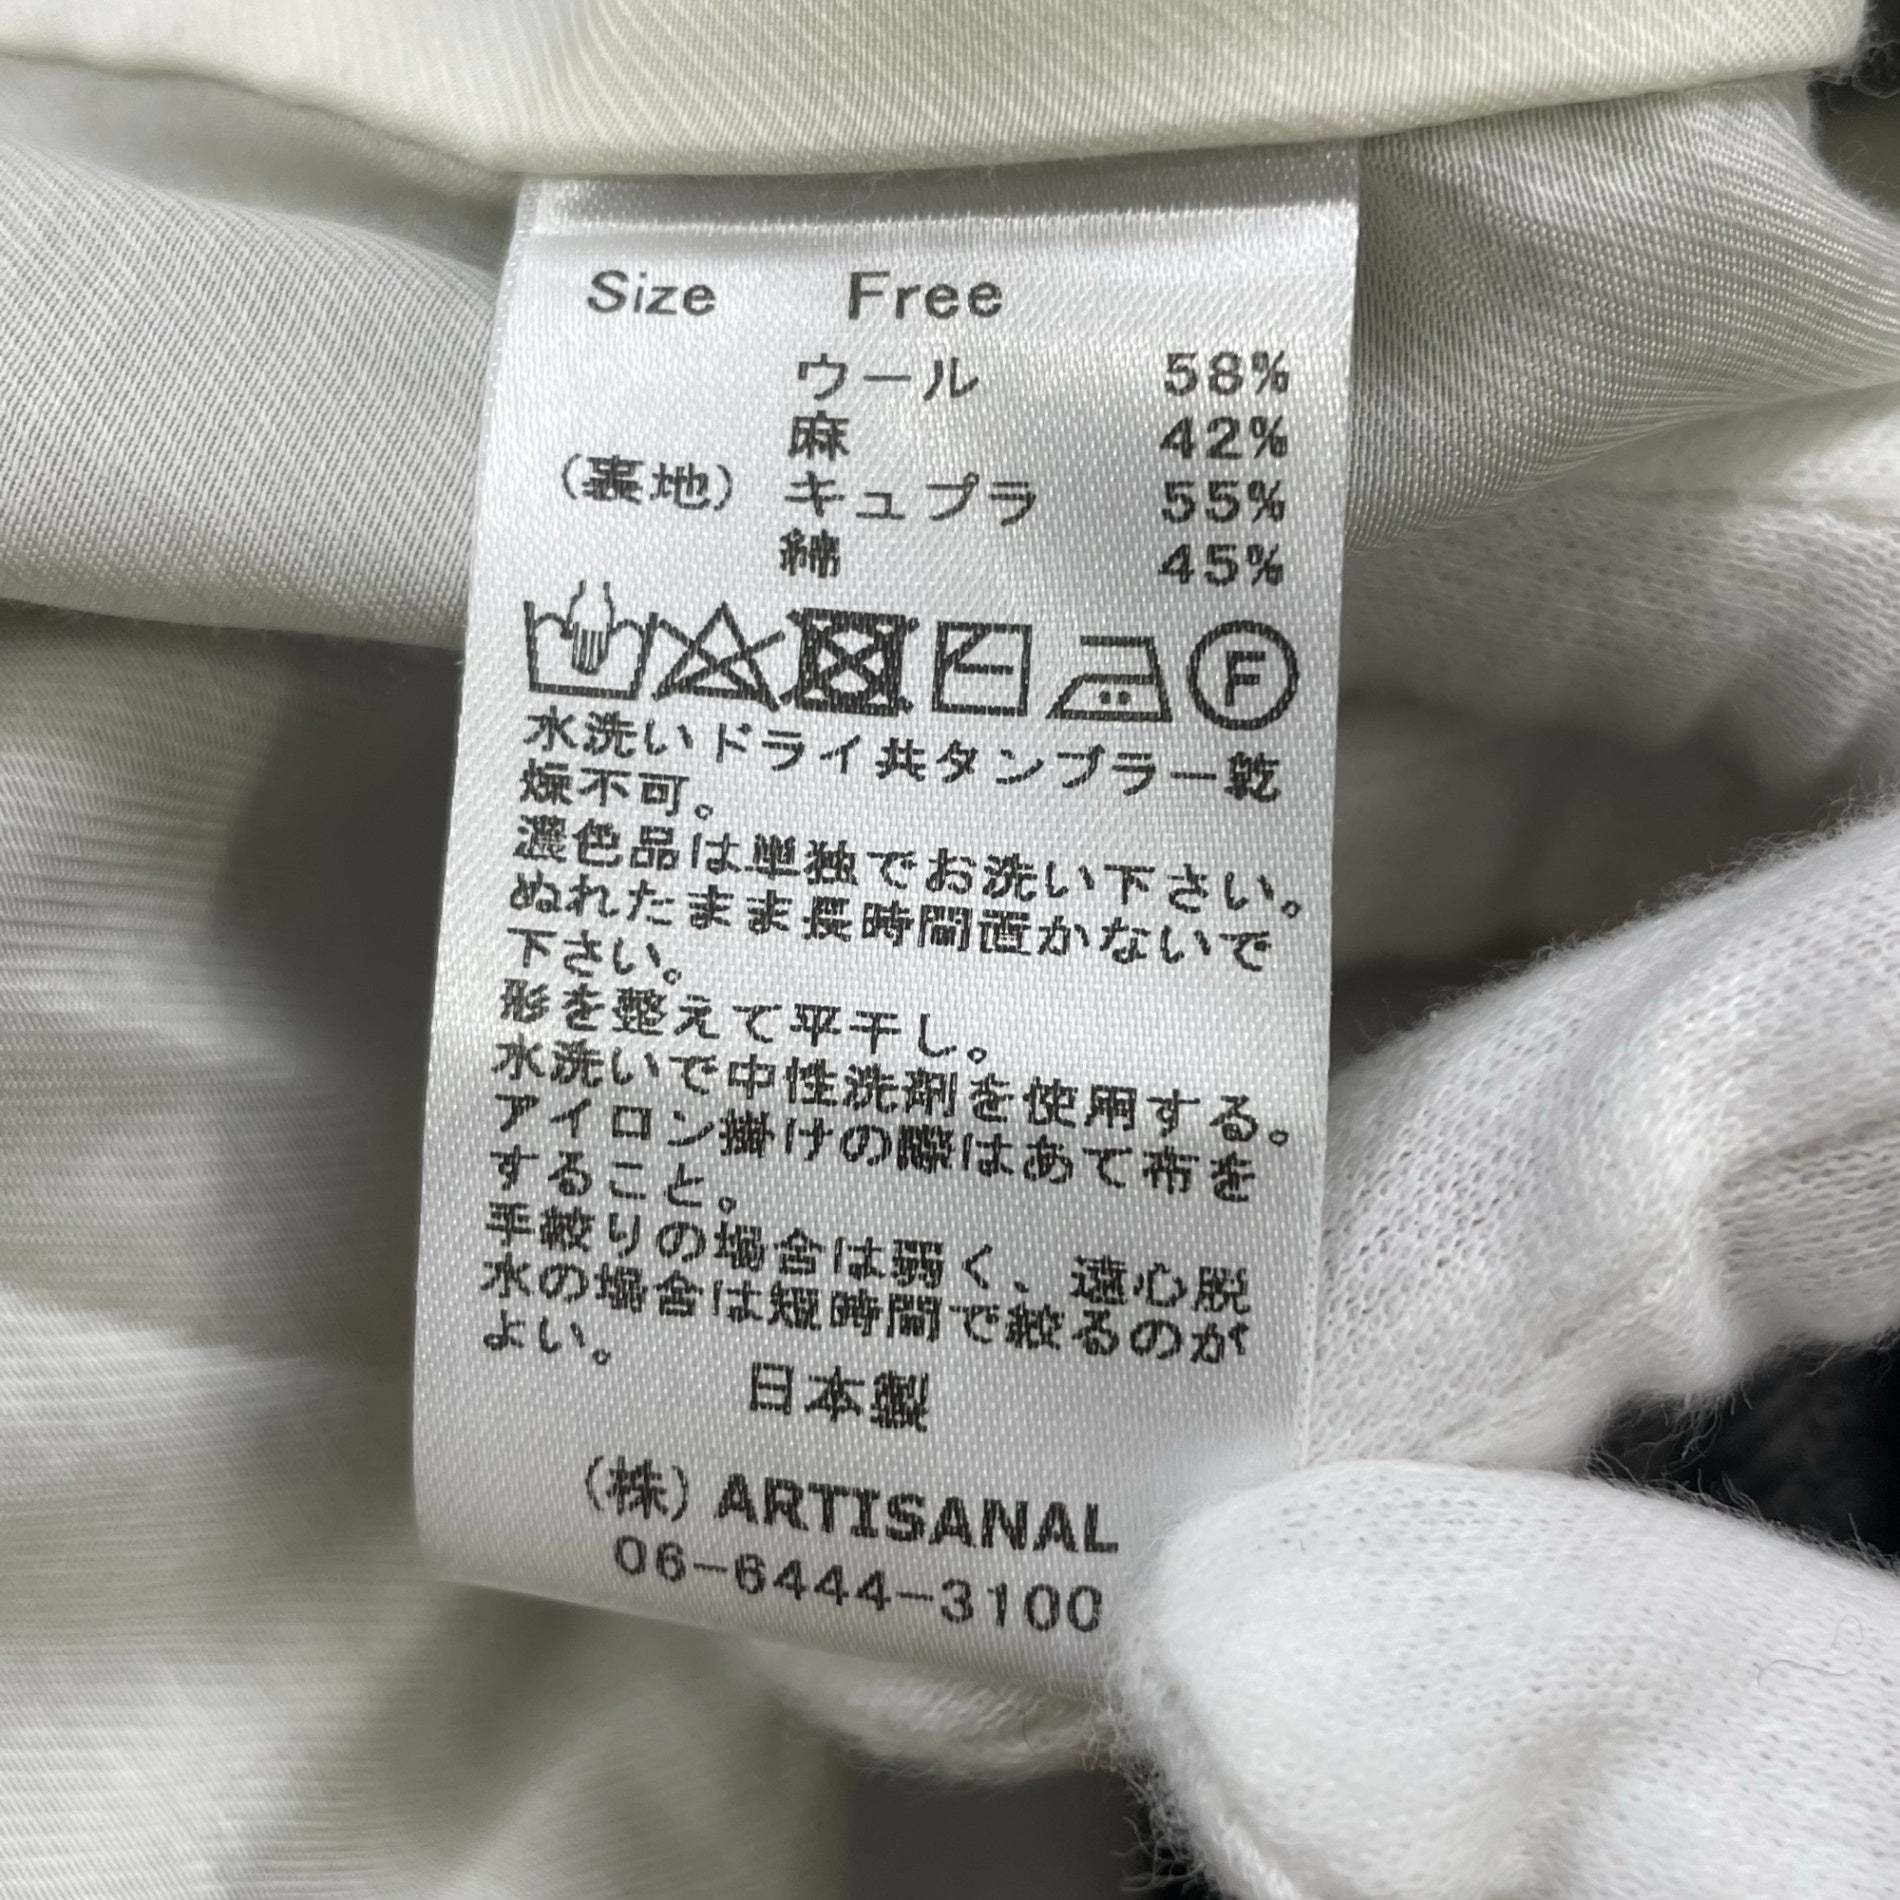 Size Free
ウール 58%
麻 42%
(裏地) キュプラ 55%
綿 45%
F
水洗いドライ共タンブラー乾
燥不可。
濃色品は単独でお洗い下さい。
ぬれたまま長時間置かないで
下さい。
形を整えて平干し。
水洗いで中性洗剤を使用する。
アイロン掛けの際はあて布を
すること。
手絞りの場合は弱く、遠心脱
水の場合は短時間で絞るのが
よい。
日本製
(株) ARTISANAL
06-6444-3100